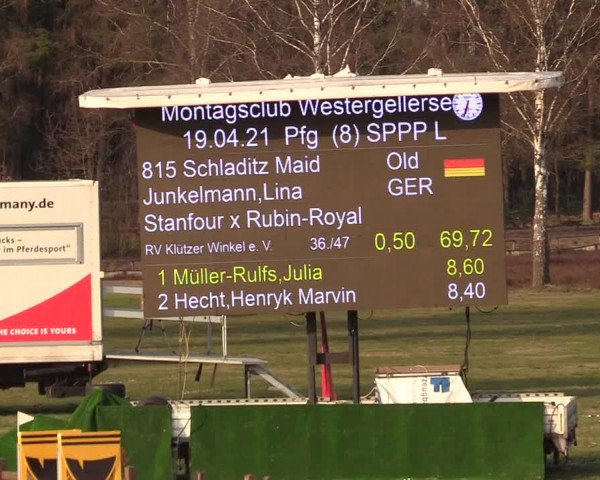 Montagsclub Westergellerse
19.04.21 Pfg (8) SPPP L
815 Schladitz Maid Old
Junkelmann,Lina GER
Stanfour x Rubin-Royal
RV Klützer Winkel e. V. 36./47 0,50 69,72
1 Müller-Rulfs,Julia 8,60
2 Hecht,Henryk Marvin 8,40
many.de
cks –
im Pferdesport"
THE CHOICE IS YOURS